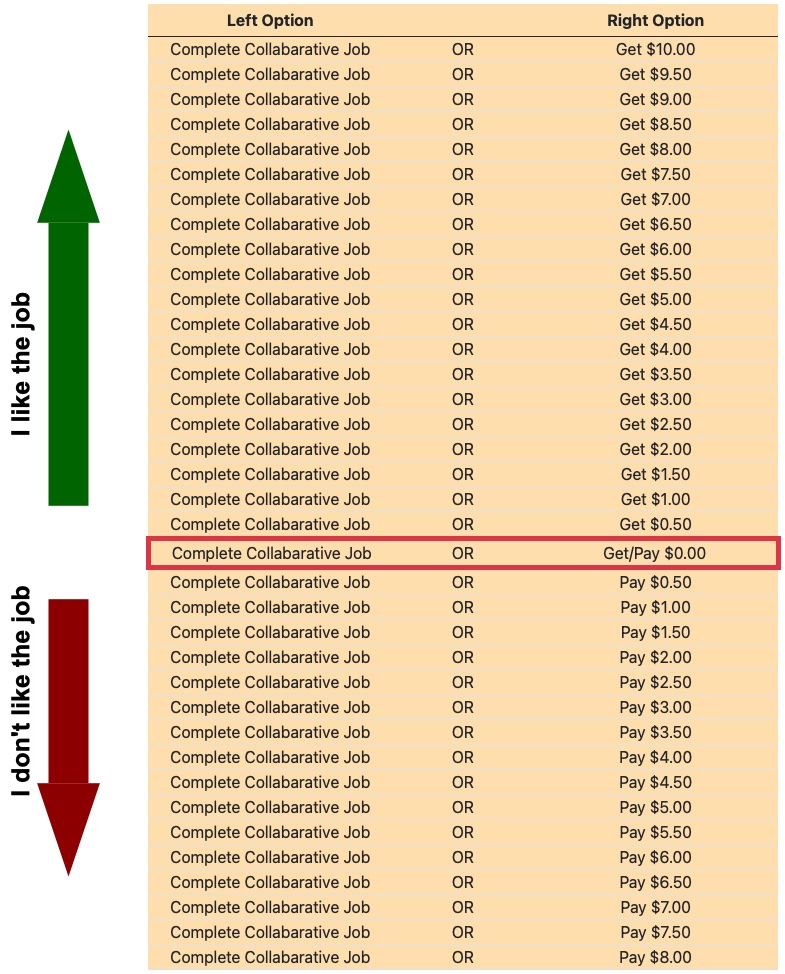 Left Option OR Right Option
Complete Collabarative Job OR Get $10.00
Complete Collabarative Job OR Get $9.50
Complete Collabarative Job OR Get $9.00
Complete Collabarative Job OR Get $8.50
Complete Collabarative Job OR Get $8.00
Complete Collabarative Job OR Get $7.50
Complete Collabarative Job OR Get $7.00
Complete Collabarative Job OR Get $6.50
Complete Collabarative Job OR Get $6.00
Complete Collabarative Job OR Get $5.50
Complete Collabarative Job OR Get $5.00
Complete Collabarative Job OR Get $4.50
Complete Collabarative Job OR Get $4.00
Complete Collabarative Job OR Get $3.50
Complete Collabarative Job OR Get $3.00
Complete Collabarative Job OR Get $2.50
Complete Collabarative Job OR Get $2.00
Complete Collabarative Job OR Get $1.50
Complete Collabarative Job OR Get $1.00
Complete Collabarative Job OR Get $0.50
Complete Collabarative Job OR Get/Pay $0.00
Complete Collabarative Job OR Pay $0.50
Complete Collabarative Job OR Pay $1.00
Complete Collabarative Job OR Pay $1.50
Complete Collabarative Job OR Pay $2.00
Complete Collabarative Job OR Pay $2.50
Complete Collabarative Job OR Pay $3.00
Complete Collabarative Job OR Pay $3.50
Complete Collabarative Job OR Pay $4.00
Complete Collabarative Job OR Pay $4.50
Complete Collabarative Job OR Pay $5.00
Complete Collabarative Job OR Pay $5.50
Complete Collabarative Job OR Pay $6.00
Complete Collabarative Job OR Pay $6.50
Complete Collabarative Job OR Pay $7.00
Complete Collabarative Job OR Pay $7.50
Complete Collabarative Job OR Pay $8.00
I like the job
I don't like the job